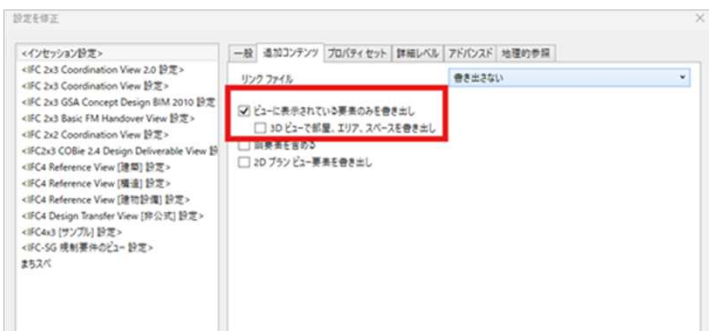 設定を修正
<インセッション設定>
<IFC 2x3 Coordination View 2.0 設定>
<IFC 2x3 Coordination View 設定>
<IFC 2x3 GSA Concept Design BIM 2010 設定
<IFC 2x3 Basic FM Handover View 設定>
<IFC 2x2 Coordination View 設定>
<IFC2x3 COBie 2.4 Design Deliverable View 設
<IFC4 Reference View [建築] 設定>
<IFC4 Reference View [構造] 設定>
<IFC4 Reference View [建物設備] 設定>
<IFC4 Design Transfer View [非公式] 設定>
<IFC4x3 [サンプル] 設定>
<IFC-SG 規制要件のビュー 設定>
まちスペ
一般 追加コンテンツ プロパティ セット 詳細レベル アドバンスド 地理的参照
リンク ファイル 書き出さない
ビューに表示されている要素のみを書き出し
3D ビューで部屋、エリア、スペースを書き出し
要素を含める
2D プラン ビュー要素を書き出し